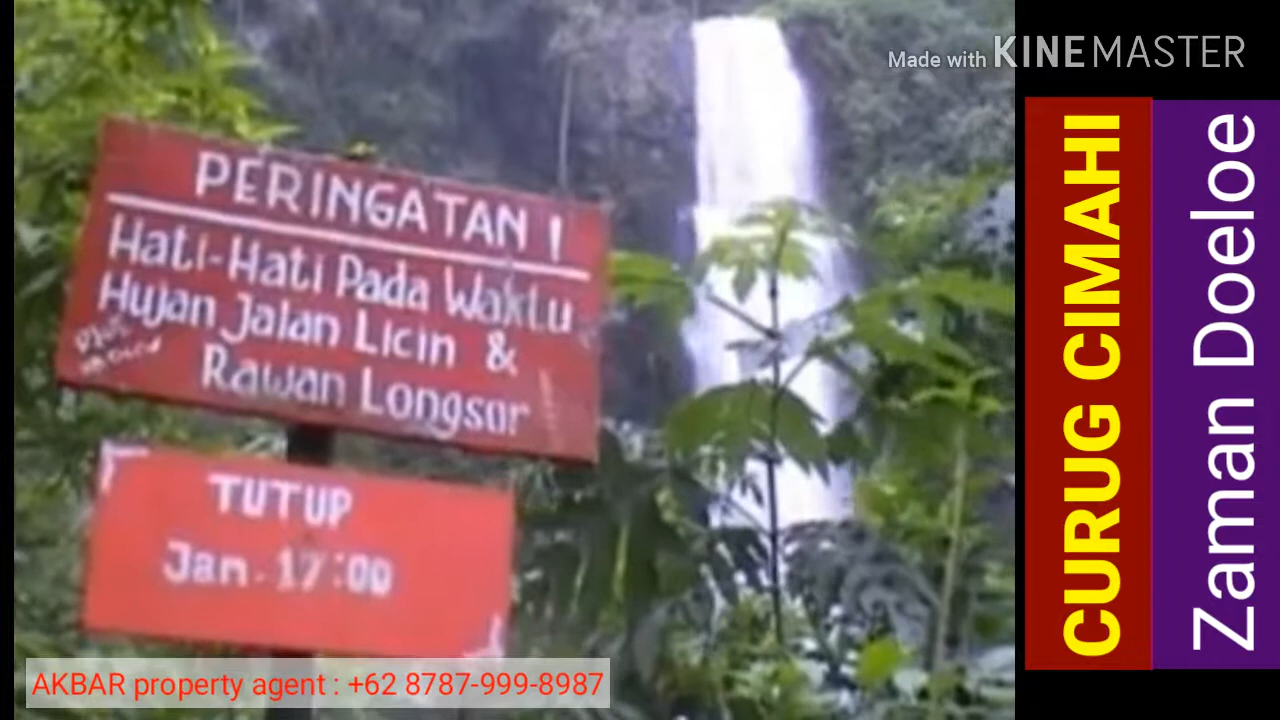 PERINGATAN !
Hati-Hati Pada Waktu
Hujan Jalan Licin &
Rawan Longsor
TUTUP
Jan. 17:00
AKBAR property agent : +62 8787-999-8987
Made with KINEMASTER
CURUG CIMAHI
Zaman Doeloe